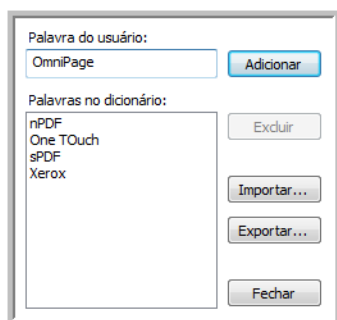 Palavra do usuário:
OmniPage
Adicionar
Palavras no dicionário:
nPDF
One TOuch
sPDF
Xerox
Excluir
Importar...
Exportar...
Fechar